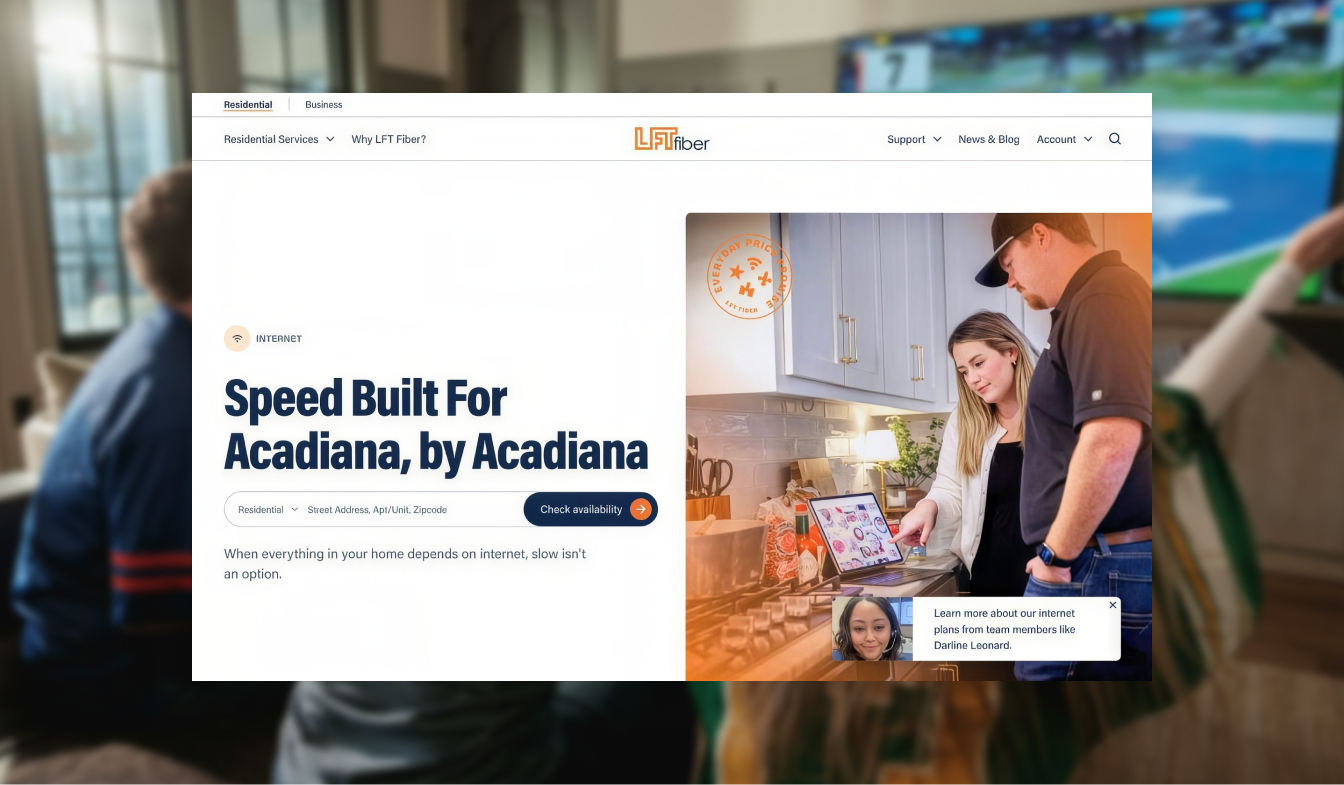 7
Residential
Business
Residential Services
Why LFT Fiber?
LFT fiber
Support
News & Blog
Account
EVERYDAY PRICE PROMISE
LFT FIBER
INTERNET
Speed Built For
Acadiana, by Acadiana
Residential
Street Address, Apt/Unit, Zipcode
Check availability
When everything in your home depends on internet, slow isn't
an option.
Learn more about our internet
plans from team members like
Darline Leonard.